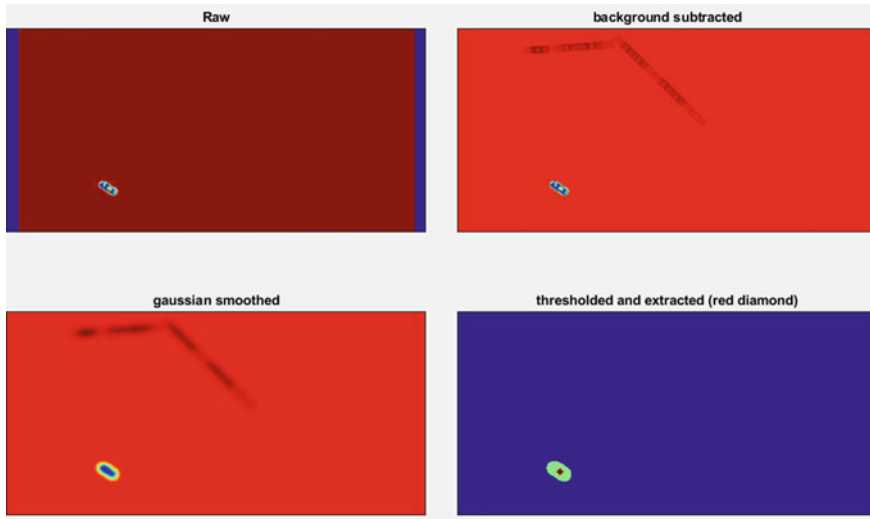 Raw
background subtracted
gaussian smoothed
thresholded and extracted (red diamond)